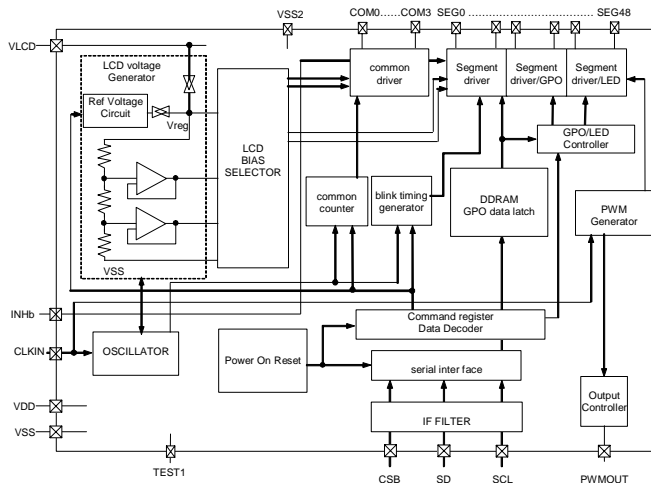 VSS2
COM0......COM3
SEG0 ........................... SEG48
VLCD
LCD voltage
Generator
Ref Voltage
Circuit
Vreg
VSS
LCD
BIAS
SELECTOR
common
driver
Segment
driver
Segment
driver/GPO
Segment
driver/LED
GPO/LED
Controller
common
counter
blink timing
generator
DDRAM
GPO data latch
PWM
Generator
INHb
CLKIN
OSCILLATOR
Command register
Data Decoder
Power On Reset
serial inter face
IF FILTER
Output
Controller
VDD
VSS
TEST1
CSB
SD
SCL
PWMOUT